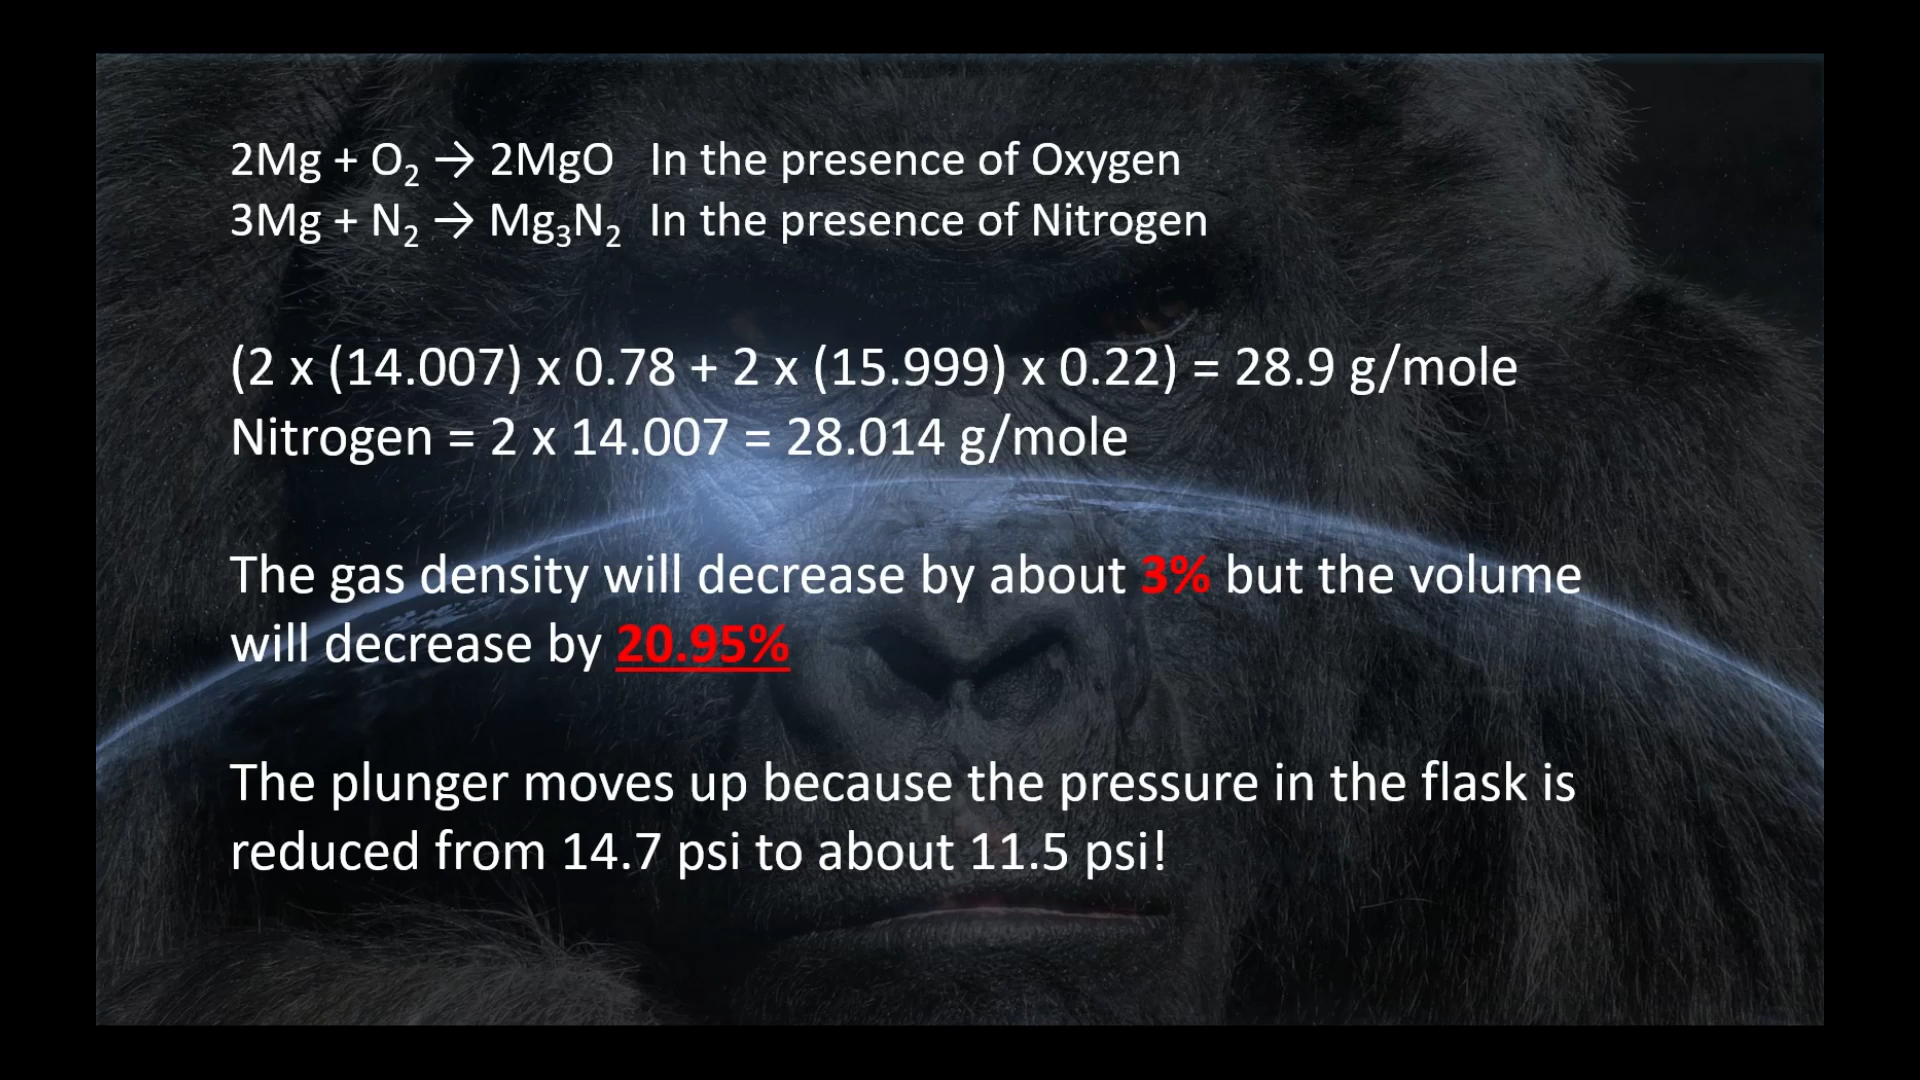 2Mg + O₂ → 2MgO In the presence of Oxygen
3Mg + N₂ → Mg₃N₂ In the presence of Nitrogen
(2 x (14.007) x 0.78 + 2 x (15.999) x 0.22) = 28.9 g/mole
Nitrogen = 2 x 14.007 = 28.014 g/mole
The gas density will decrease by about 3% but the volume
will decrease by 20.95%
The plunger moves up because the pressure in the flask is
reduced from 14.7 psi to about 11.5 psi!